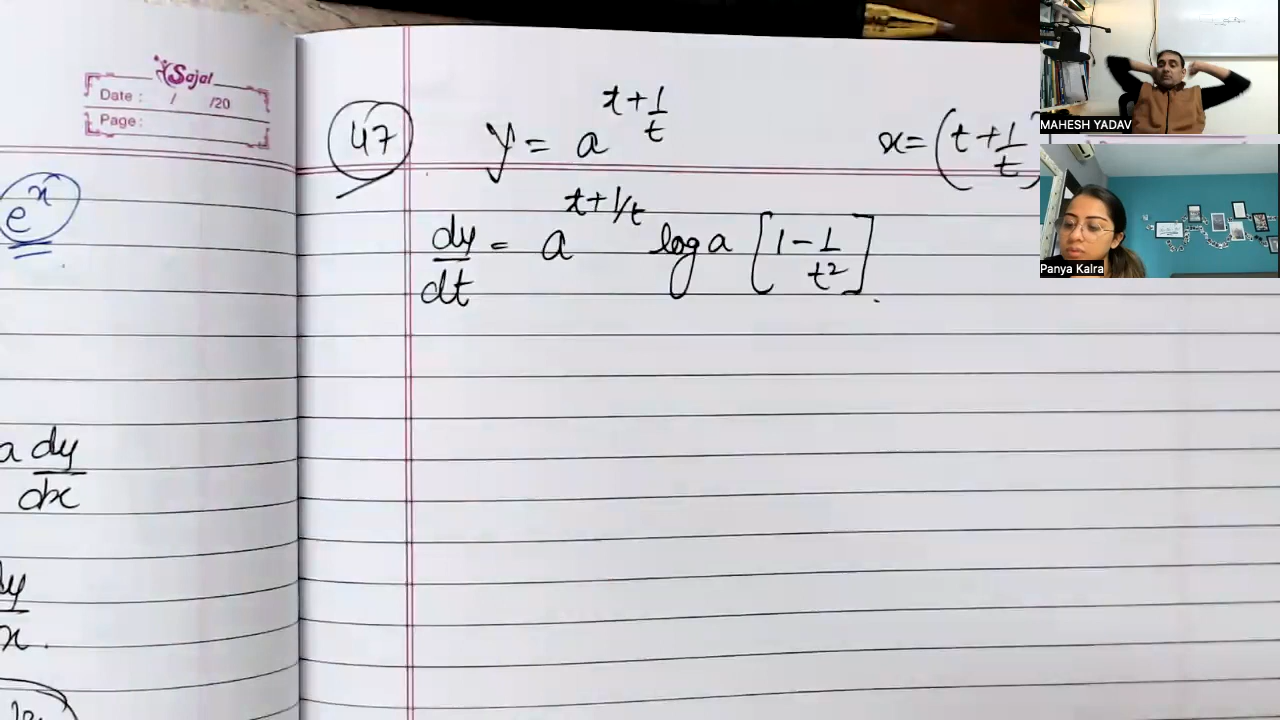 Sajal
Date : / /20
Page :
e^x
a dy/dx
dy
x.
47 y = a^(t+1/t) x = (t+1/t)
dy/dt = a^(t+1/t) log a [1 - 1/t²].
MAHESH YADAV
Panya Kalra